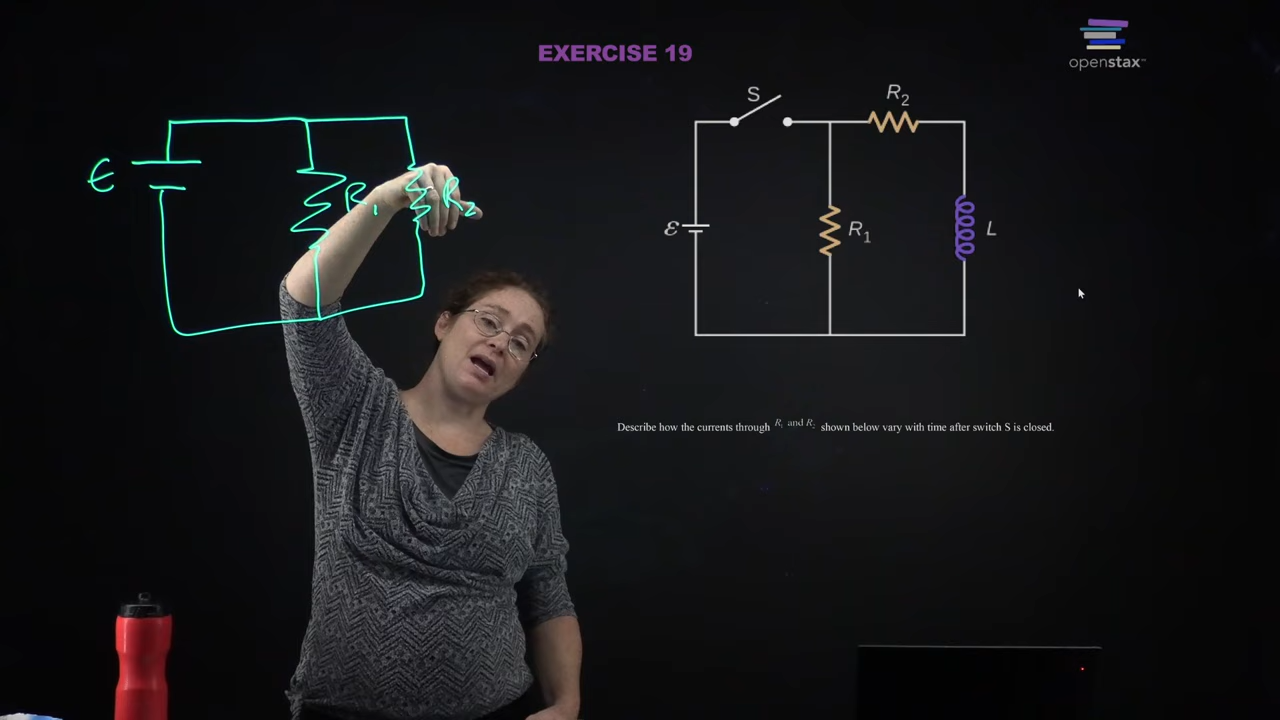 EXERCISE 19
openstax™
S
R₂
ε
R₁
L
Є
R₁
R₂
Describe how the currents through R₁ and R₂ shown below vary with time after switch S is closed.